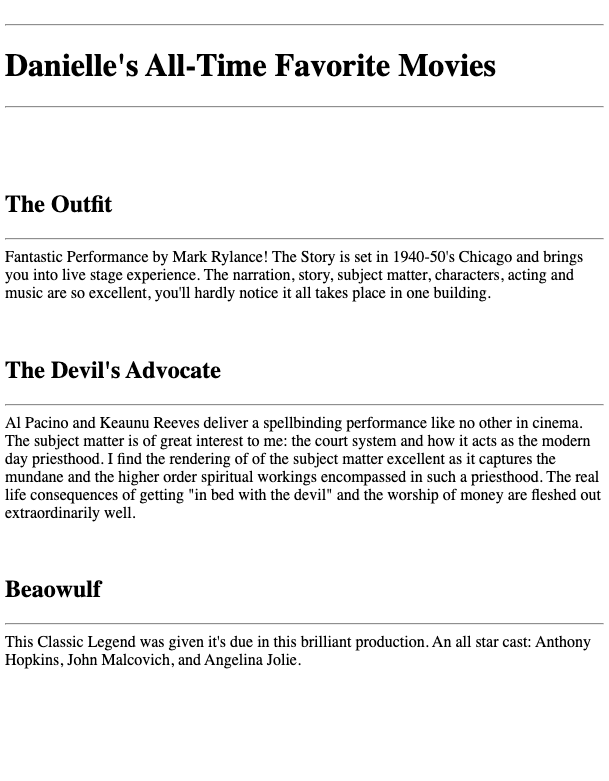 Danielle's All-Time Favorite Movies
The Outfit
Fantastic Performance by Mark Rylance! The Story is set in 1940-50's Chicago and brings
you into live stage experience. The narration, story, subject matter, characters, acting and
music are so excellent, you'll hardly notice it all takes place in one building.
The Devil's Advocate
Al Pacino and Keaunu Reeves deliver a spellbinding performance like no other in cinema.
The subject matter is of great interest to me: the court system and how it acts as the modern
day priesthood. I find the rendering of of the subject matter excellent as it captures the
mundane and the higher order spiritual workings encompassed in such a priesthood. The real
life consequences of getting "in bed with the devil" and the worship of money are fleshed out
extraordinarily well.
Beaowulf
This Classic Legend was given it's due in this brilliant production. An all star cast: Anthony
Hopkins, John Malcovich, and Angelina Jolie.